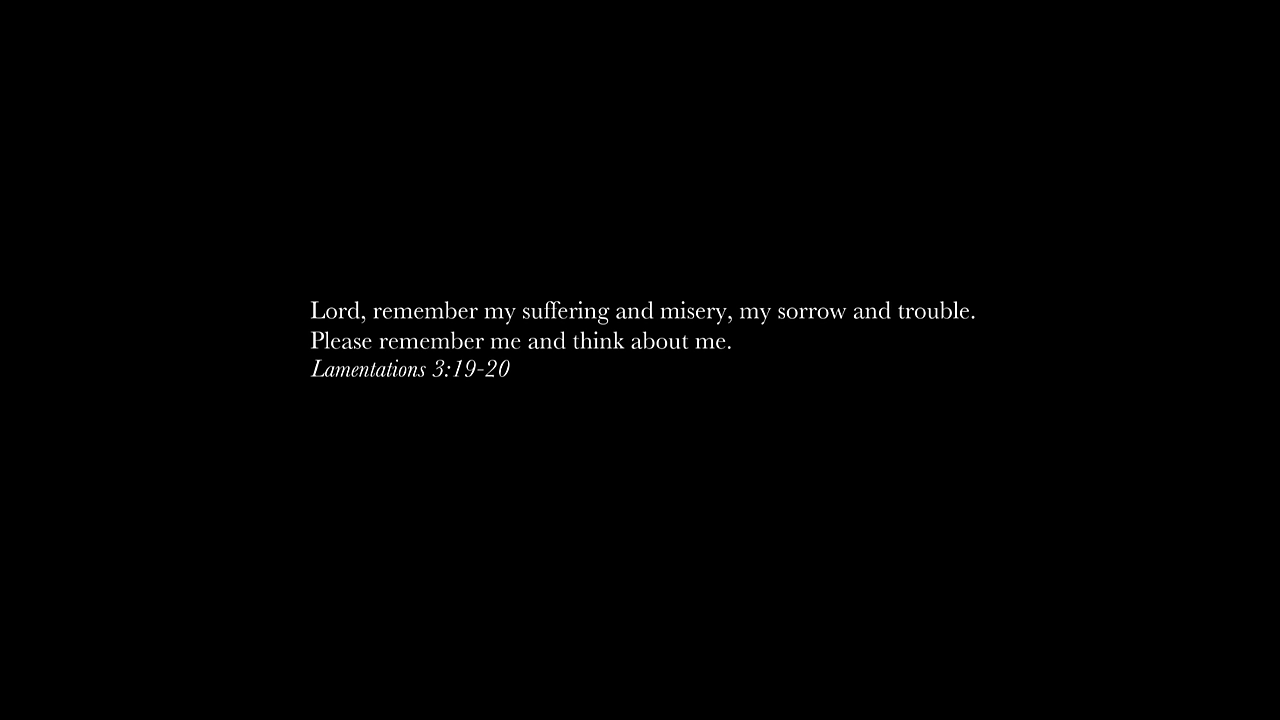 Lord, remember my suffering and misery, my sorrow and trouble.
Please remember me and think about me.
Lamentations 3:19-20